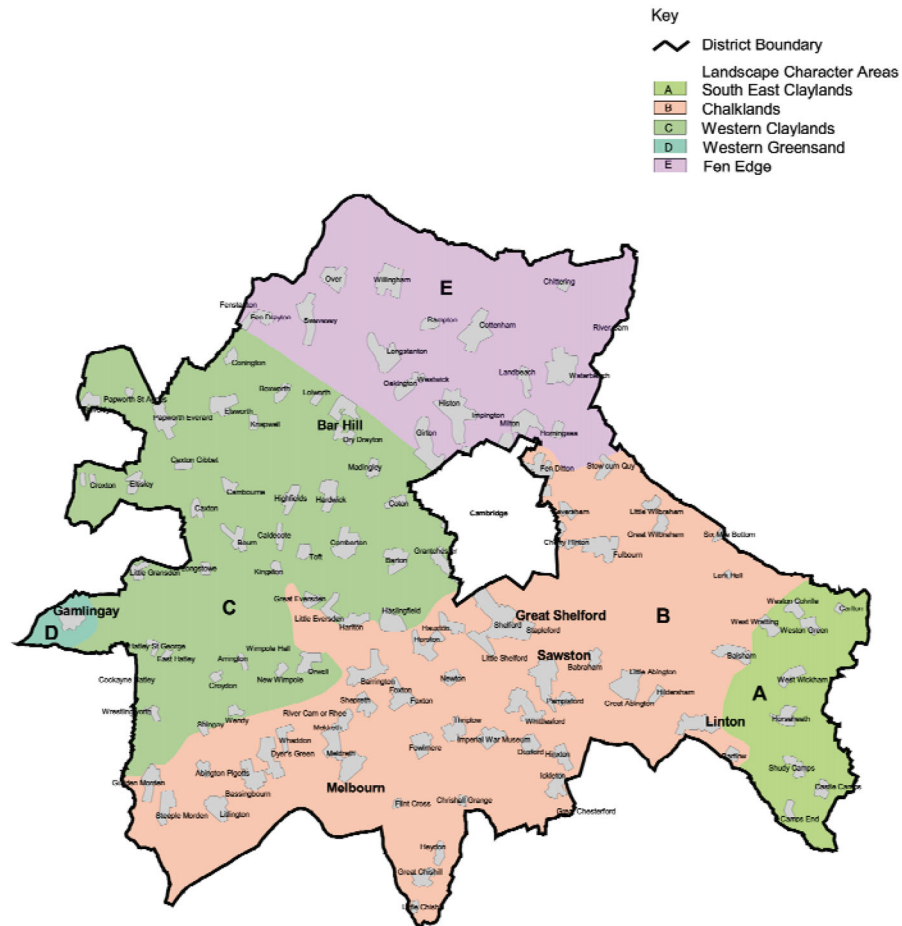 Key
District Boundary
Landscape Character Areas
A South East Claylands
B Chalklands
C Western Claylands
D Western Greensand
E Fen Edge
Over
Willingham
E
Chittering
Fenstanton
Fen Drayton
Swavesey
Rampton
Cottenham
River Cam
Longstanton
Conington
Landbeach
Waterbeach
Oakington
Westwick
Boxworth
Lolworth
Papworth St Agnes
Histon
Elsworth
Impington
Papworth Everard
Knapwell
Bar Hill
Milton
Girton
Horningsea
Dry Drayton
Caxton Gibbet
Madingley
Fen Ditton
Stow cum Quy
Croxton
Eltisley
Cambourne
Highfields
Hardwick
Coton
Caxton
Cambridge
Teversham
Little Wilbraham
Caldecote
Great Wilbraham
Six Mile Bottom
Bourn
Comberton
Cherry Hinton
Toft
Grantchester
Fulbourn
Barton
Little Gransden
Longstowe
Kingston
Lark Hall
Great Eversden
Gamlingay
C
Haslingfield
Weston Colville
Carlton
Little Eversden
Harlton
Hauxton
Great Shelford
B
D
Shelford
Stapleford
West Wratting
Weston Green
Harston
Hatley St George
Wimpole Hall
East Hatley
Arrington
Sawston
Balsham
Little Shelford
Babraham
Orwell
New Wimpole
Little Abington
Cockayne Hatley
Croydon
Barrington
Newton
West Wickham
Foxton
Hildersham
A
Shepreth
Foxton
Pampisford
Great Abington
Wrestlingworth
River Cam or Rhee
Wendy
Shingay
Meldreth
Thriplow
Whittlesford
Linton
Horseheath
Whaddon
Imperial War Museum
Dyer's Green
Meldreth
Fowlmere
Duxford
Hinxton
Bartlow
Abington Pigotts
Shudy Camps
Guilden Morden
Ickleton
Bassingbourn
Melbourn
Castle Camps
Flint Cross
Chrishall Grange
Steeple Morden
Litlington
Great Chesterford
Camps End
Heydon
Great Chishill
Little Chishill